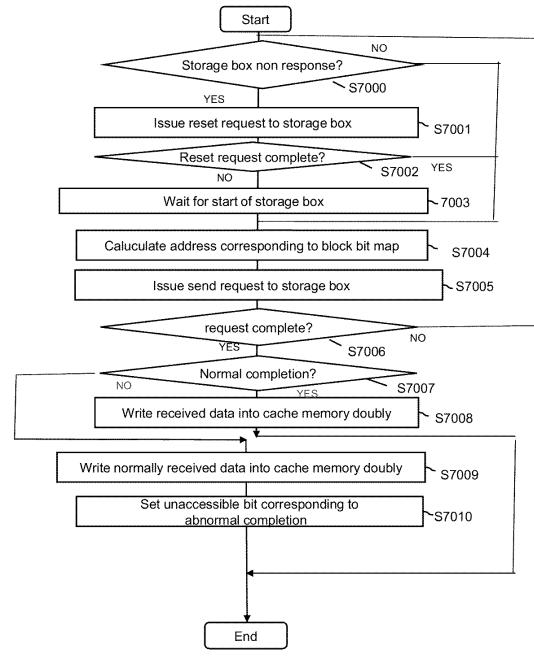 Start
NO
Storage box non response?
S7000
YES
Issue reset request to storage box
S7001
Reset request complete?
S7002
YES
NO
Wait for start of storage box
7003
Caluculate address corresponding to block bit map
S7004
Issue send request to storage box
S7005
request complete?
S7006
NO
YES
Normal completion?
S7007
NO
YES
Write received data into cache memory doubly
S7008
Write normally received data into cache memory doubly
S7009
Set unaccessible bit corresponding to
abnormal completion
S7010
End